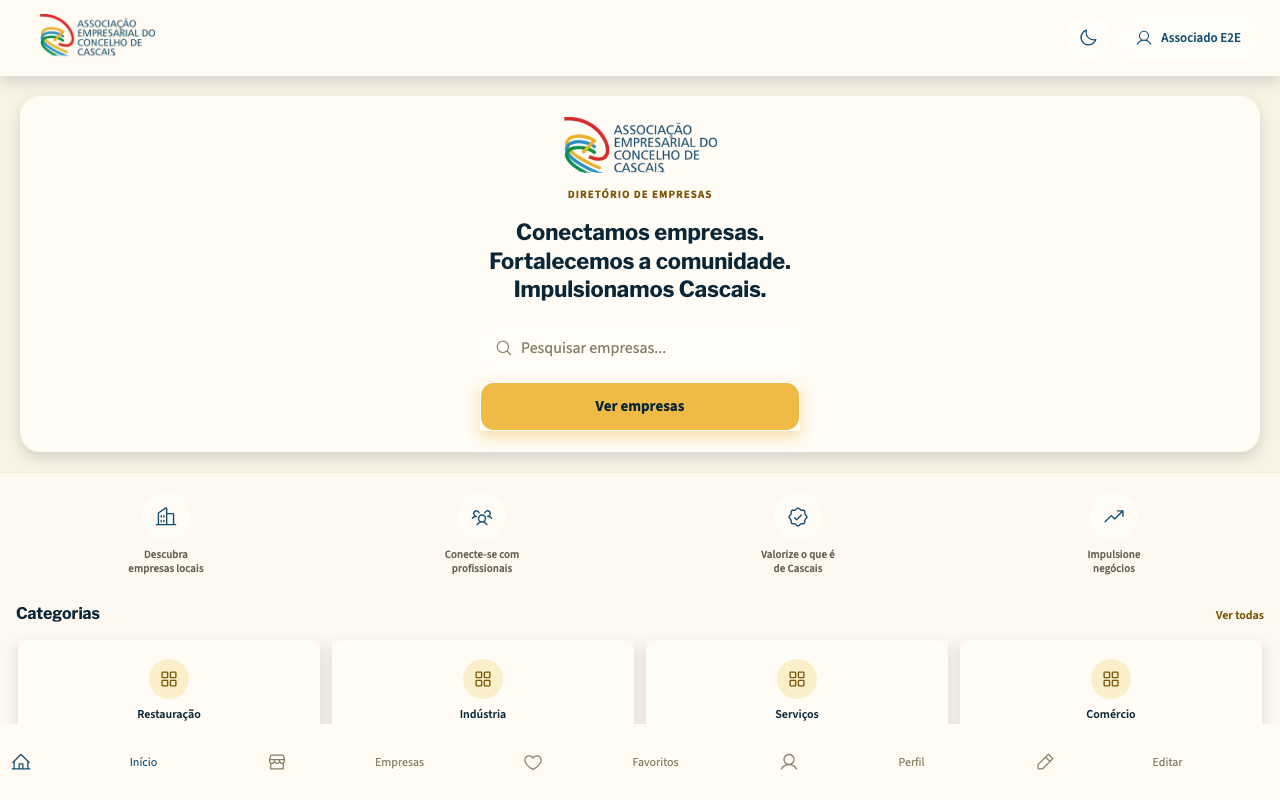 ASSOCIAÇÃO
EMPRESARIAL DO
CONCELHO DE
CASCAIS
Associado E2E
ASSOCIAÇÃO
EMPRESARIAL DO
CONCELHO DE
CASCAIS
DIRETÓRIO DE EMPRESAS
Conectamos empresas.
Fortalecemos a comunidade.
Impulsionamos Cascais.
Pesquisar empresas...
Ver empresas
Descubra
empresas locais
Conecte-se com
profissionais
Valorize o que é
de Cascais
Impulsione
negócios
Categorias
Ver todas
Restauração
Indústria
Serviços
Comércio
Início
Empresas
Favoritos
Perfil
Editar